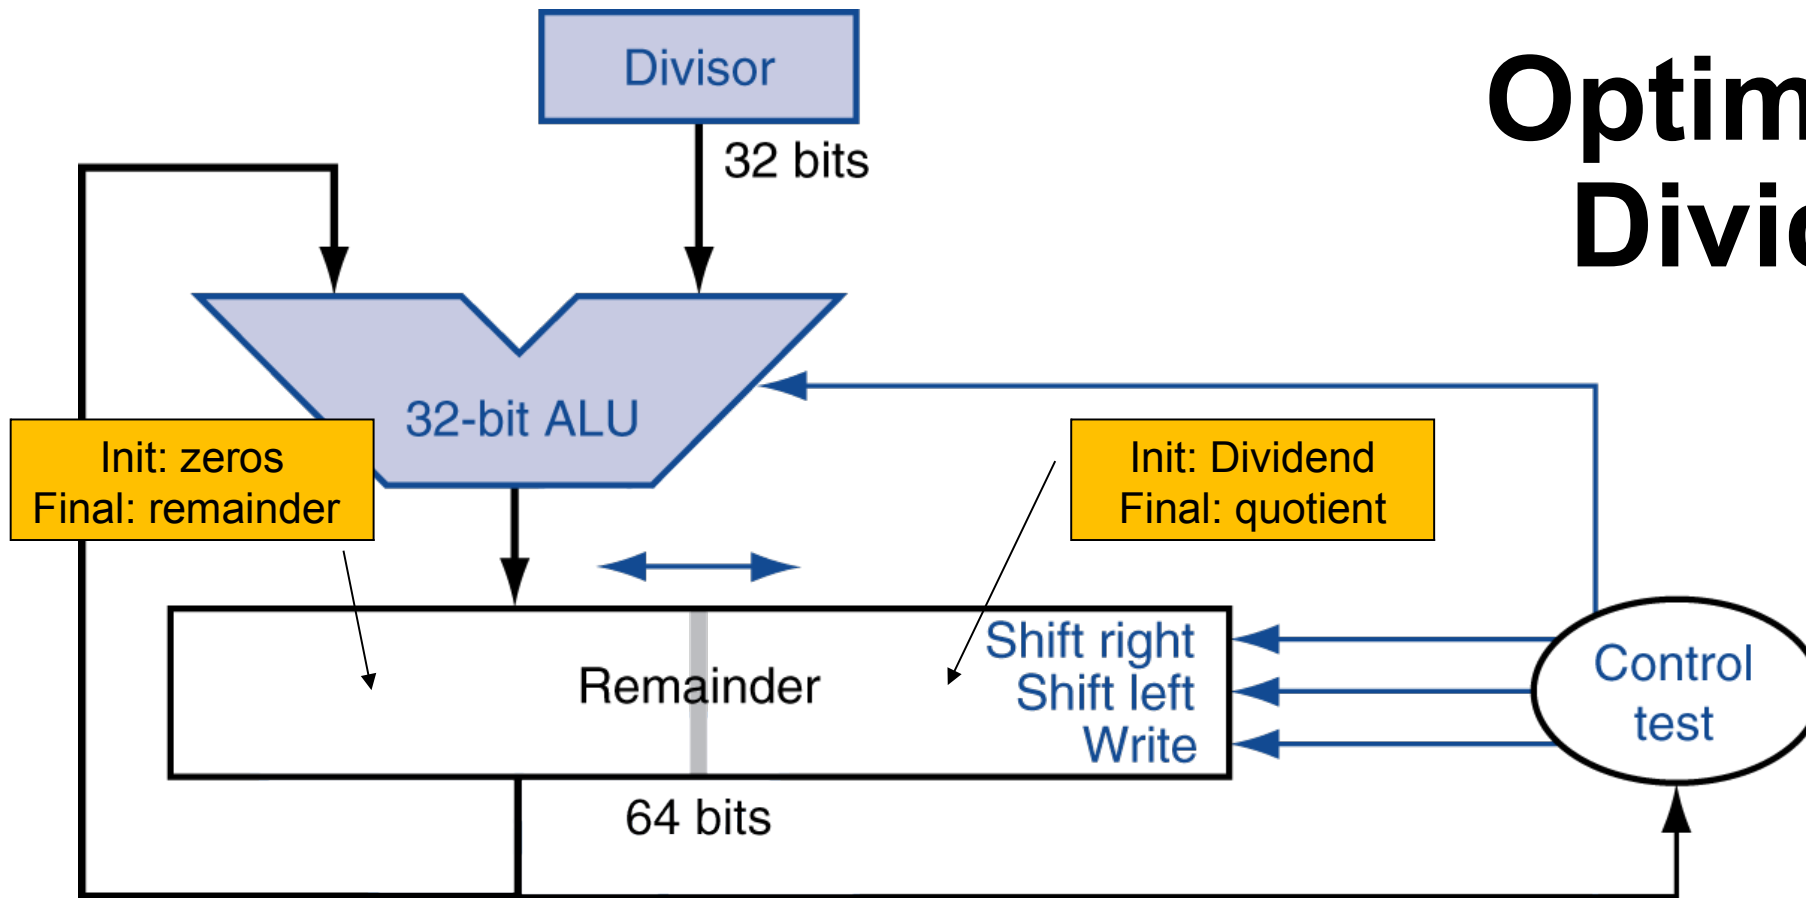 Optim
Divid
Divisor
32 bits
32-bit ALU
Init: zeros
Final: remainder
Init: Dividend
Final: quotient
Remainder
Shift right
Shift left
Write
Control
test
64 bits